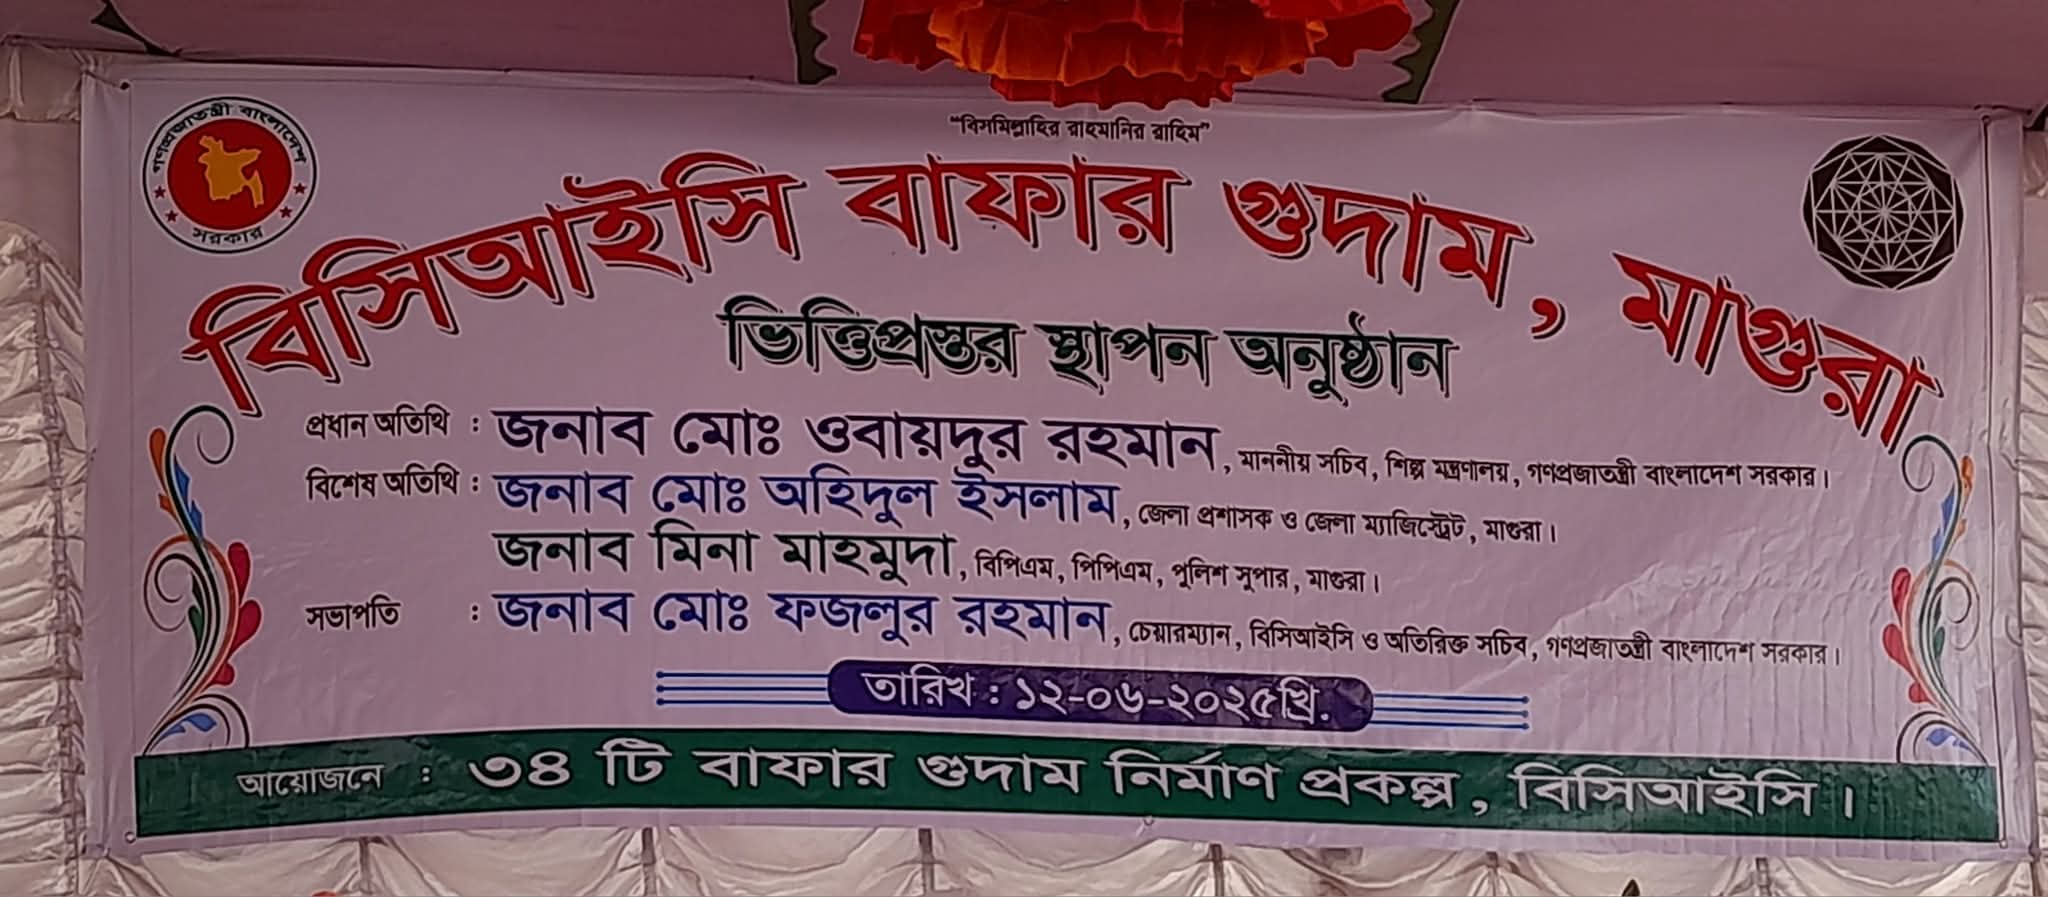 গণপ্রজাতন্ত্রী বাংলাদেশ
সরকার
"বিসমিল্লাহির রাহমানির রাহিম"
বিসিআইসি বাফার গুদাম, মাগুরা
ভিত্তিপ্রস্তর স্থাপন অনুষ্ঠান
প্রধান অতিথি : জনাব মোঃ ওবায়দুর রহমান, মাননীয় সচিব, শিল্প মন্ত্রণালয়, গণপ্রজাতন্ত্রী বাংলাদেশ সরকার।
বিশেষ অতিথি : জনাব মোঃ অহিদুল ইসলাম, জেলা প্রশাসক ও জেলা ম্যাজিস্ট্রেট, মাগুরা।
জনাব মিনা মাহমুদা, বিপিএম, পিপিএম, পুলিশ সুপার, মাগুরা।
সভাপতি : জনাব মোঃ ফজলুর রহমান, চেয়ারম্যান, বিসিআইসি ও অতিরিক্ত সচিব, গণপ্রজাতন্ত্রী বাংলাদেশ সরকার।
তারিখ : ১২-০৬-২০২৫খ্রি.
আয়োজনে : ৩৪ টি বাফার গুদাম নির্মাণ প্রকল্প, বিসিআইসি।